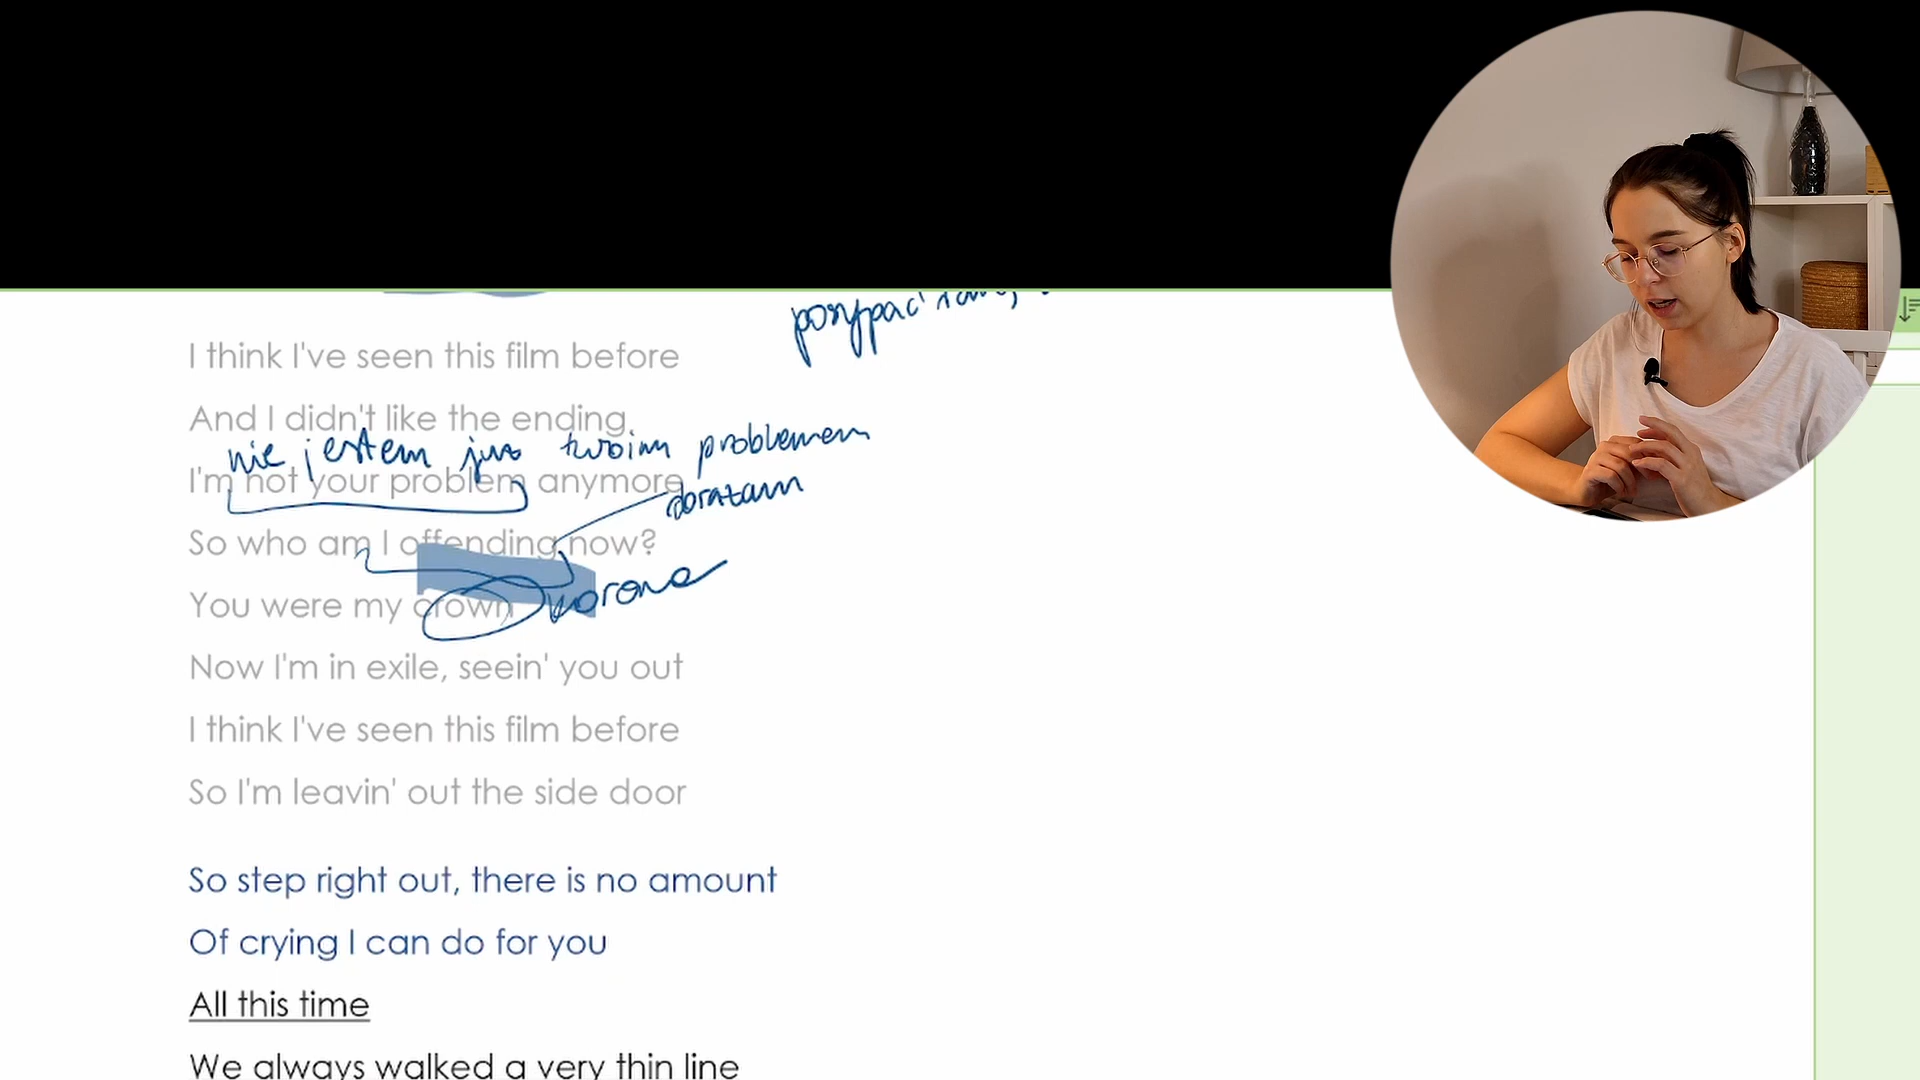 posypać
I think I've seen this film before
And I didn't like the ending.
nie jestem już twoim problemem
I'm not your problem anymore
obrażam
So who am I offending now?
You were my crown, korona
Now I'm in exile, seein' you out
I think I've seen this film before
So I'm leavin' out the side door
So step right out, there is no amount
Of crying I can do for you
All this time
We always walked a very thin line